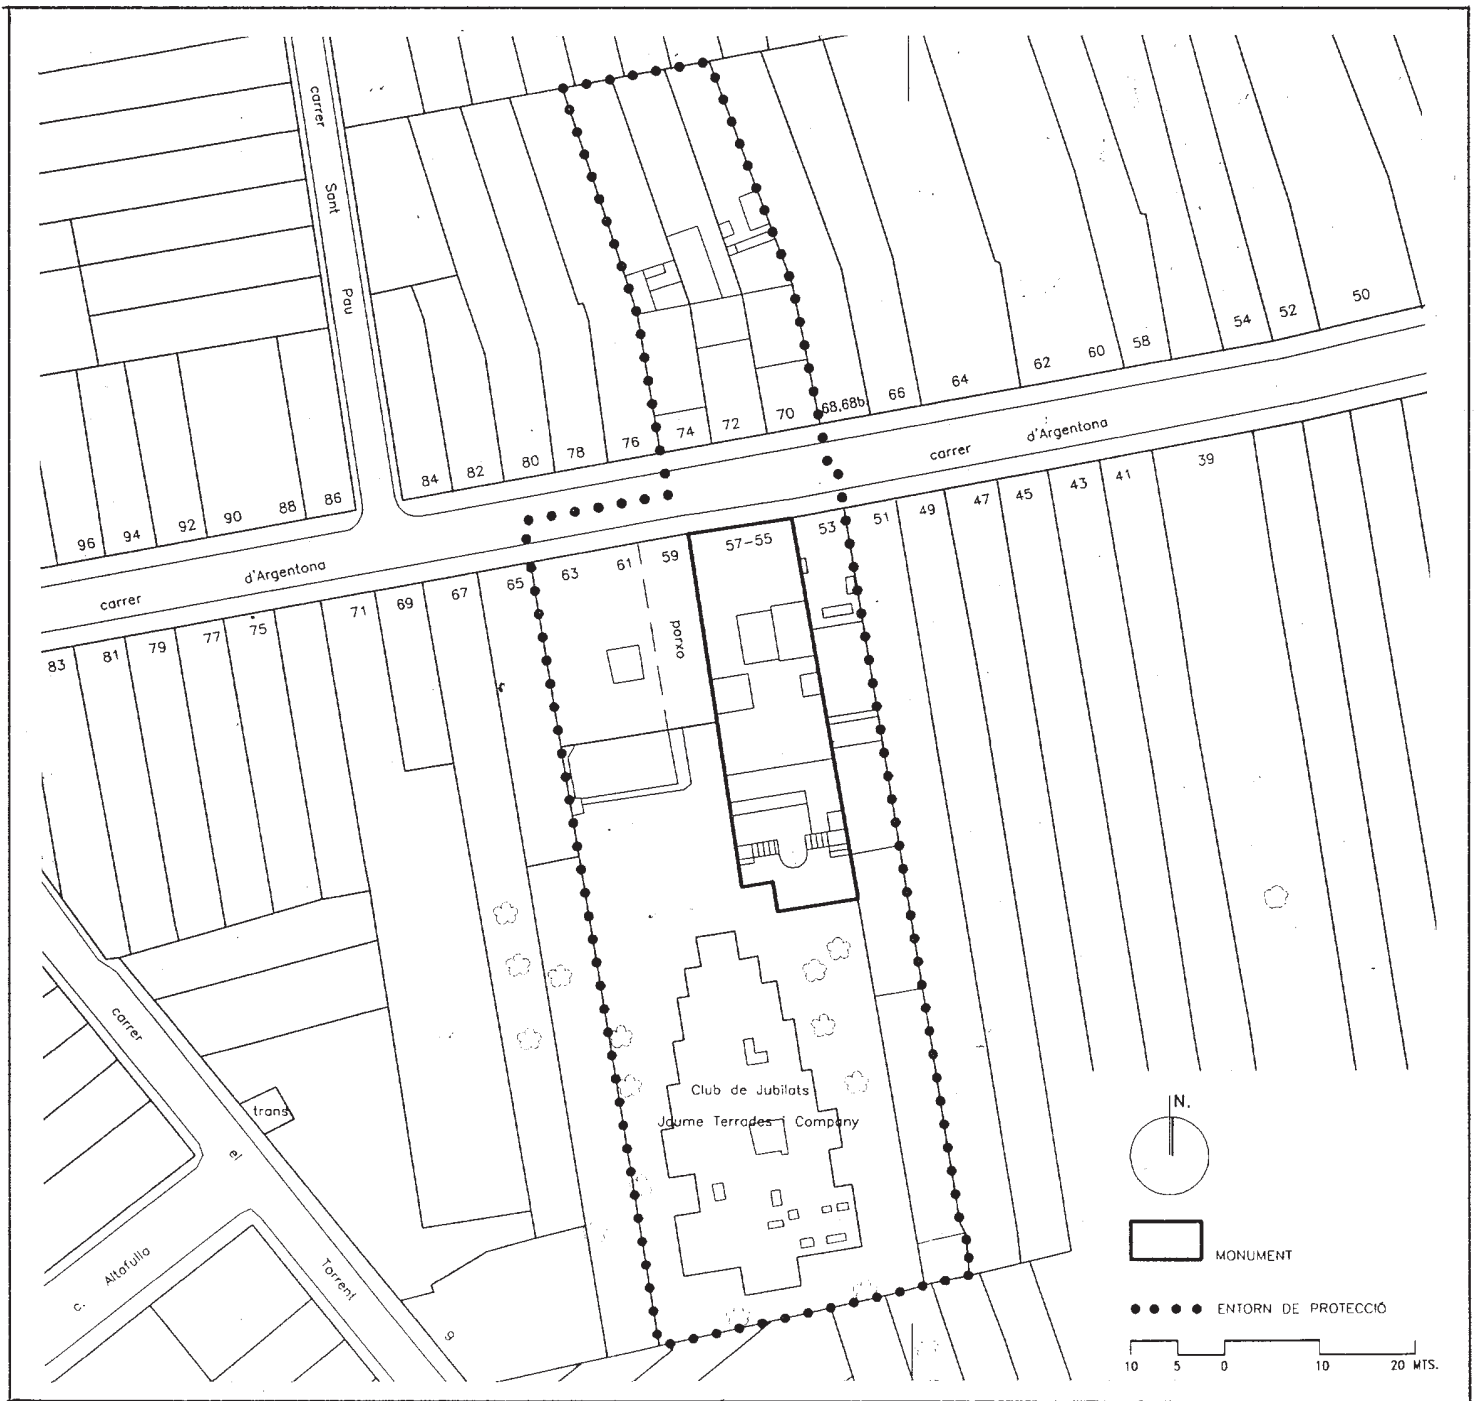 carrer
Sant
Pau
50
52
54
58
60
62
64
66
68,68b.
70
72
74
76
78
80
82
84
86
88
90
92
94
96
carrer
d'Argentona
d'Argentona
carrer
39
41
43
45
47
49
51
53
57-55
59
61
63
65
67
69
71
75
77
79
81
83
porxo
carrer
trans
el
Torrent
g
c. Altafulla
Club de Jubilats
Jaume Terrades i Company
N.
MONUMENT
ENTORN DE PROTECCIÓ
10 5 0 10 20 MTS.